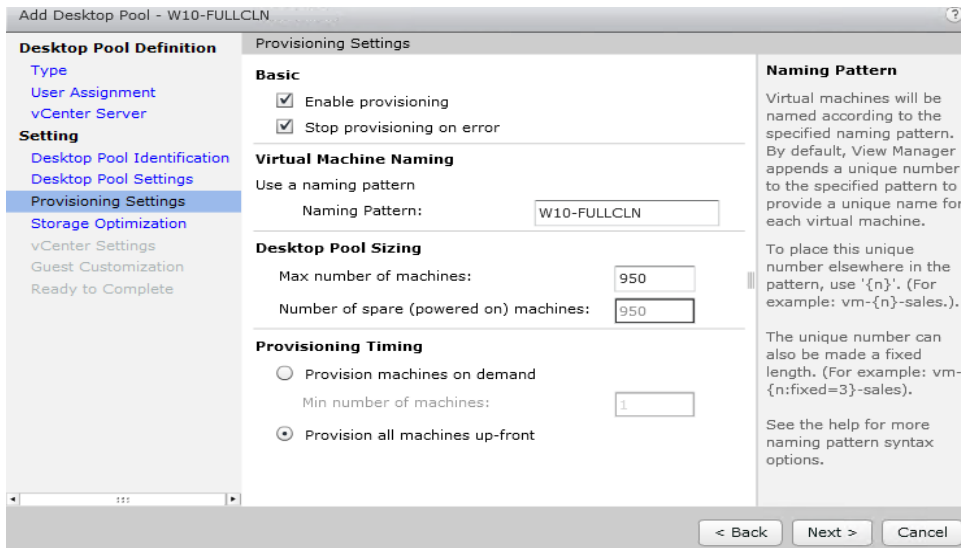 Add Desktop Pool - W10-FULLCLN
?
Desktop Pool Definition
Type
User Assignment
vCenter Server
Setting
Desktop Pool Identification
Desktop Pool Settings
Provisioning Settings
Storage Optimization
vCenter Settings
Guest Customization
Ready to Complete
Provisioning Settings
Basic
Enable provisioning
Stop provisioning on error
Virtual Machine Naming
Use a naming pattern
Naming Pattern: W10-FULLCLN
Desktop Pool Sizing
Max number of machines: 950
Number of spare (powered on) machines: 950
Provisioning Timing
Provision machines on demand
Min number of machines: 1
Provision all machines up-front
Naming Pattern
Virtual machines will be
named according to the
specified naming pattern.
By default, View Manager
appends a unique number
to the specified pattern to
provide a unique name for
each virtual machine.
To place this unique
number elsewhere in the
pattern, use '{n}'. (For
example: vm-{n}-sales.).
The unique number can
also be made a fixed
length. (For example: vm-
{n:fixed=3}-sales).
See the help for more
naming pattern syntax
options.
< Back
Next >
Cancel